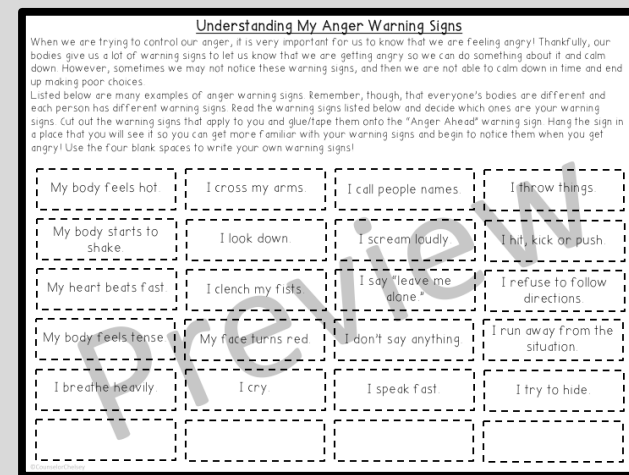 Understanding My Anger Warning Signs
When we are trying to control our anger, it is very important for us to know that we are feeling angry! Thankfully, our
bodies give us a lot of warning signs to let us know that we are getting angry so we can do something about it and calm
down. However, sometimes we may not notice these warning signs, and then we are not able to calm down in time and end
up making poor choices.
Listed below are many examples of anger warning signs. Remember, though, that everyone's bodies are different and
each person has different warning signs. Read the warning signs listed below and decide which ones are your warning
signs. Cut out the warning signs that apply to you and glue/tape them onto the "Anger Ahead" warning sign. Hang the sign in
a place that you will see it so you can get more familiar with your warning signs and begin to notice them when you get
angry! Use the four blank spaces to write your own warning signs!
My body feels hot.
I cross my arms.
I call people names.
I throw things.
My body starts to
shake.
I look down.
I scream loudly.
I hit, kick or push.
My heart beats fast.
I clench my fists.
I say "leave me
alone."
I refuse to follow
directions.
My body feels tense.
My face turns red.
I don't say anything.
I run away from the
situation.
I breathe heavily.
I cry.
I speak fast.
I try to hide.
Preview
©CounselorChelsey